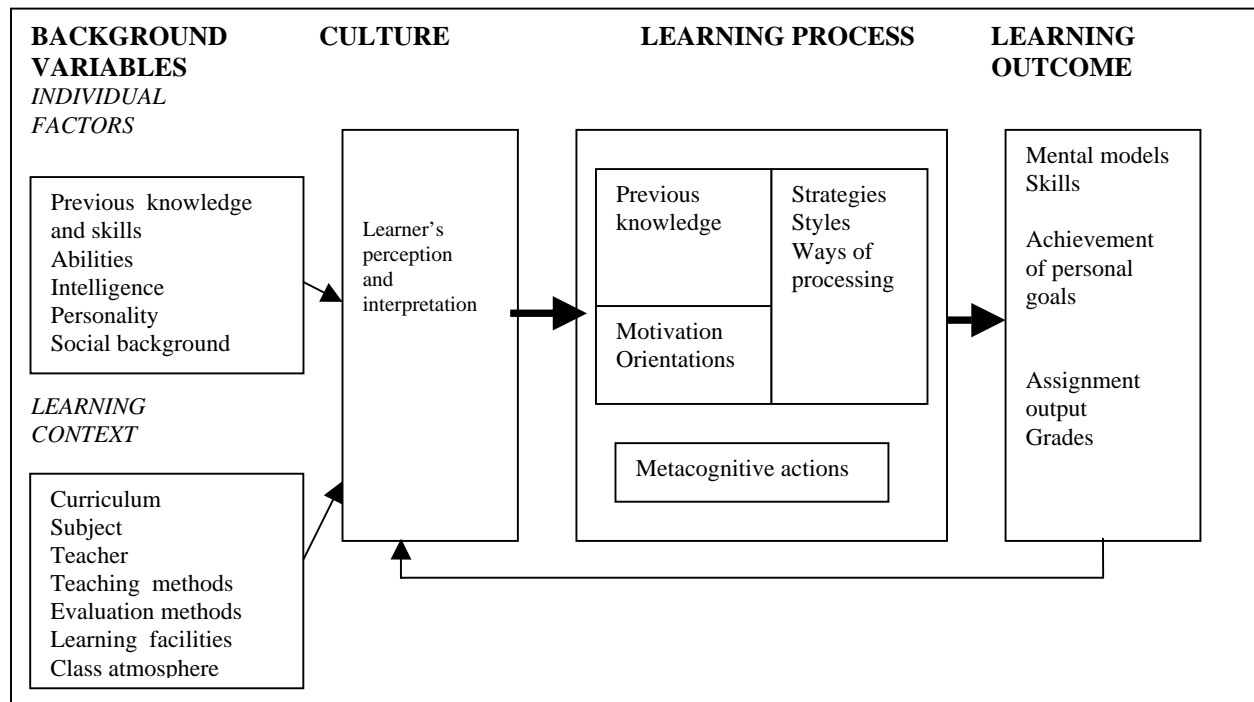 BACKGROUND
VARIABLES
INDIVIDUAL
FACTORS
Previous knowledge
and skills
Abilities
Intelligence
Personality
Social background
LEARNING
CONTEXT
Curriculum
Subject
Teacher
Teaching methods
Evaluation methods
Learning facilities
Class atmosphere
CULTURE
Learner’s
perception
and
interpretation
LEARNING PROCESS
Previous
knowledge
Motivation
Orientations
Strategies
Styles
Ways of
processing
Metacognitive actions
LEARNING
OUTCOME
Mental models
Skills
Achievement
of personal
goals
Assignment
output
Grades